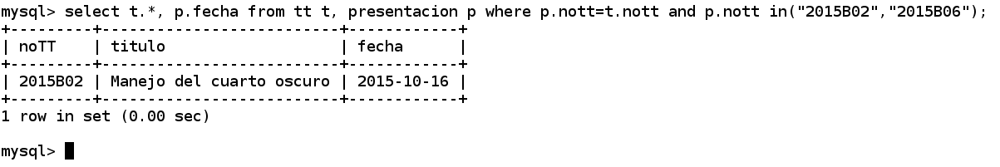 mysql> select t.*, p.fecha from tt t, presentacion p where p.nott=t.nott and p.nott in("2015B02","2015B06");
+---------+--------------------------+------------+
| noTT    | titulo                   | fecha      |
+---------+--------------------------+------------+
| 2015B02 | Manejo del cuarto oscuro | 2015-10-16 |
+---------+--------------------------+------------+
1 row in set (0.00 sec)
mysql>